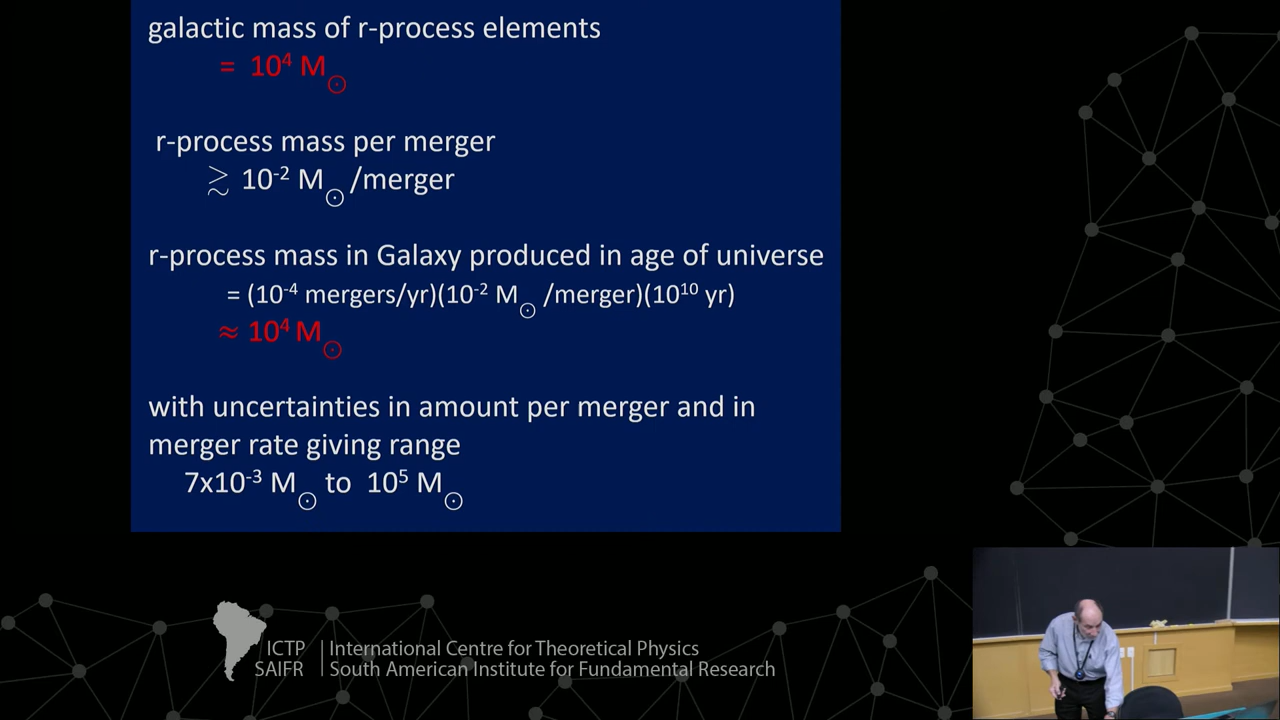 galactic mass of r-process elements
= 10⁴ M☉
r-process mass per merger
≳ 10⁻² M☉ /merger
r-process mass in Galaxy produced in age of universe
= (10⁻⁴ mergers/yr)(10⁻² M☉ /merger)(10¹⁰ yr)
≈ 10⁴ M☉
with uncertainties in amount per merger and in
merger rate giving range
7x10⁻³ M☉ to 10⁵ M☉
ICTP | International Centre for Theoretical Physics
SAIFR | South American Institute for Fundamental Research